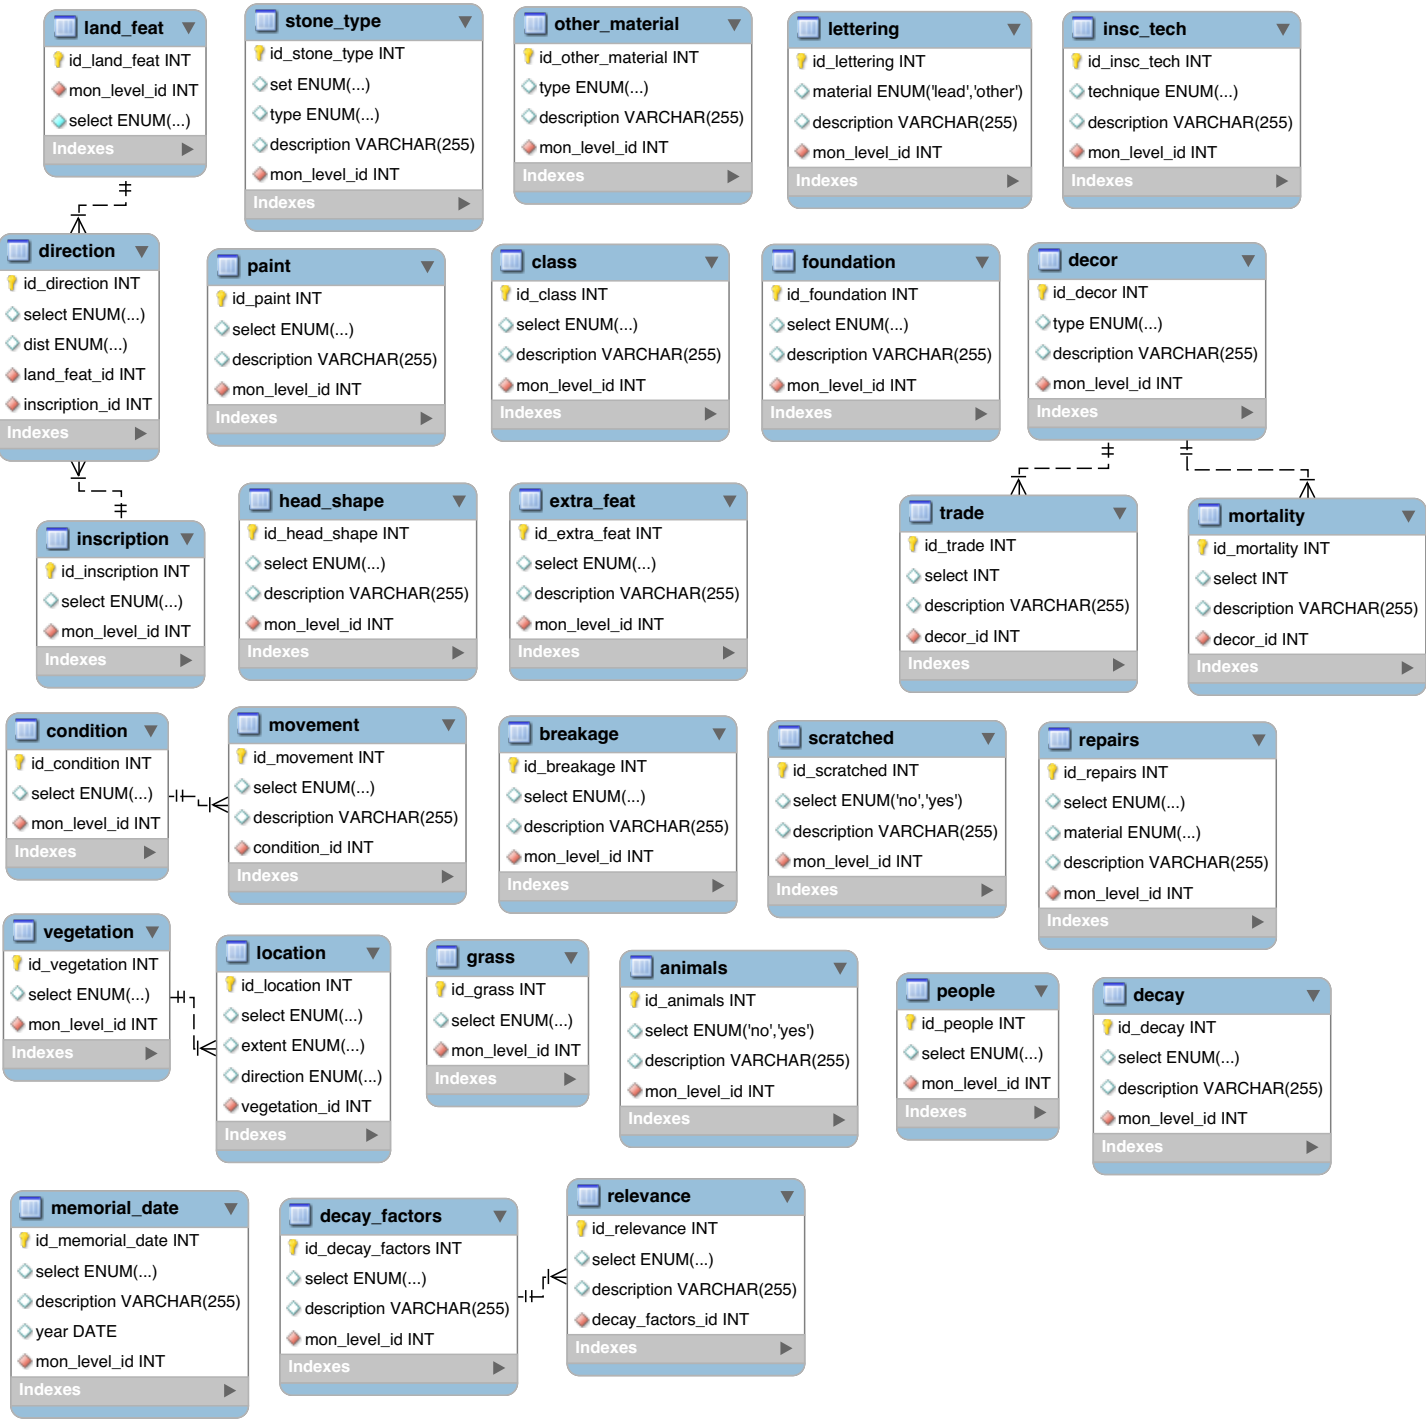 land_feat
id_land_feat INT
mon_level_id INT
select ENUM(...)
Indexes
stone_type
id_stone_type INT
set ENUM(...)
type ENUM(...)
description VARCHAR(255)
mon_level_id INT
Indexes
other_material
id_other_material INT
type ENUM(...)
description VARCHAR(255)
mon_level_id INT
Indexes
lettering
id_lettering INT
material ENUM('lead','other')
description VARCHAR(255)
mon_level_id INT
Indexes
insc_tech
id_insc_tech INT
technique ENUM(...)
description VARCHAR(255)
mon_level_id INT
Indexes
direction
id_direction INT
select ENUM(...)
dist ENUM(...)
land_feat_id INT
inscription_id INT
Indexes
paint
id_paint INT
select ENUM(...)
description VARCHAR(255)
mon_level_id INT
Indexes
class
id_class INT
select ENUM(...)
description VARCHAR(255)
mon_level_id INT
Indexes
foundation
id_foundation INT
select ENUM(...)
description VARCHAR(255)
mon_level_id INT
Indexes
decor
id_decor INT
type ENUM(...)
description VARCHAR(255)
mon_level_id INT
Indexes
inscription
id_inscription INT
select ENUM(...)
mon_level_id INT
Indexes
head_shape
id_head_shape INT
select ENUM(...)
description VARCHAR(255)
mon_level_id INT
Indexes
extra_feat
id_extra_feat INT
select ENUM(...)
description VARCHAR(255)
mon_level_id INT
Indexes
trade
id_trade INT
select INT
description VARCHAR(255)
decor_id INT
Indexes
mortality
id_mortality INT
select INT
description VARCHAR(255)
decor_id INT
Indexes
condition
id_condition INT
select ENUM(...)
mon_level_id INT
Indexes
movement
id_movement INT
select ENUM(...)
description VARCHAR(255)
condition_id INT
Indexes
breakage
id_breakage INT
select ENUM(...)
description VARCHAR(255)
mon_level_id INT
Indexes
scratched
id_scratched INT
select ENUM('no','yes')
description VARCHAR(255)
mon_level_id INT
Indexes
repairs
id_repairs INT
select ENUM(...)
material ENUM(...)
description VARCHAR(255)
mon_level_id INT
Indexes
vegetation
id_vegetation INT
select ENUM(...)
mon_level_id INT
Indexes
location
id_location INT
select ENUM(...)
extent ENUM(...)
direction ENUM(...)
vegetation_id INT
Indexes
grass
id_grass INT
select ENUM(...)
mon_level_id INT
Indexes
animals
id_animals INT
select ENUM('no','yes')
description VARCHAR(255)
mon_level_id INT
Indexes
people
id_people INT
select ENUM(...)
mon_level_id INT
Indexes
decay
id_decay INT
select ENUM(...)
description VARCHAR(255)
mon_level_id INT
Indexes
memorial_date
id_memorial_date INT
select ENUM(...)
description VARCHAR(255)
year DATE
mon_level_id INT
Indexes
decay_factors
id_decay_factors INT
select ENUM(...)
description VARCHAR(255)
mon_level_id INT
Indexes
relevance
id_relevance INT
select ENUM(...)
description VARCHAR(255)
decay_factors_id INT
Indexes